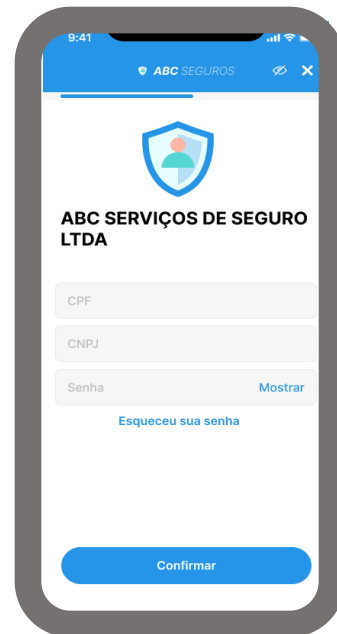 9:41
ABC SEGUROS
ABC SERVIÇOS DE SEGURO
LTDA
CPF
CNPJ
Senha Mostrar
Esqueceu sua senha
Confirmar